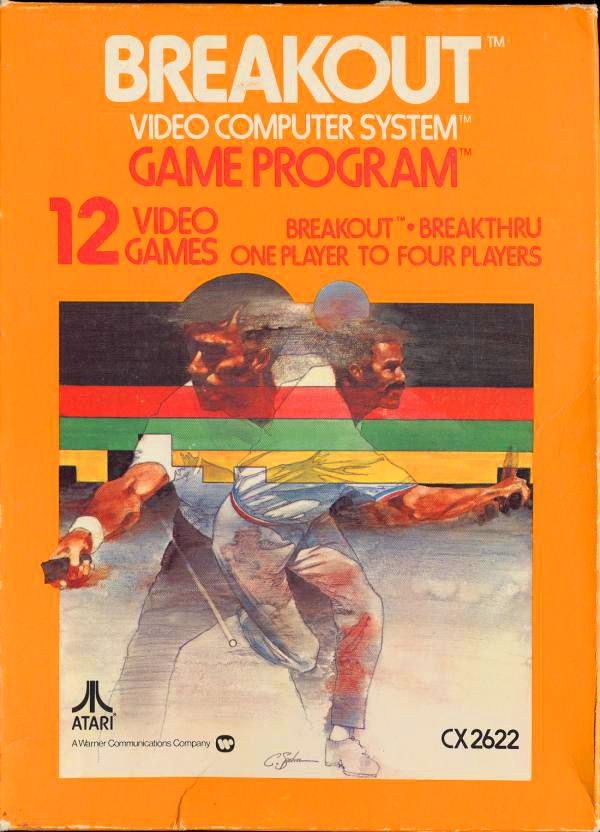 BREAKOUT™
VIDEO COMPUTER SYSTEM™
GAME PROGRAM™
12 VIDEO GAMES
BREAKOUT™ • BREAKTHRU
ONE PLAYER TO FOUR PLAYERS
ATARI®
A Warner Communications Company
CX2622